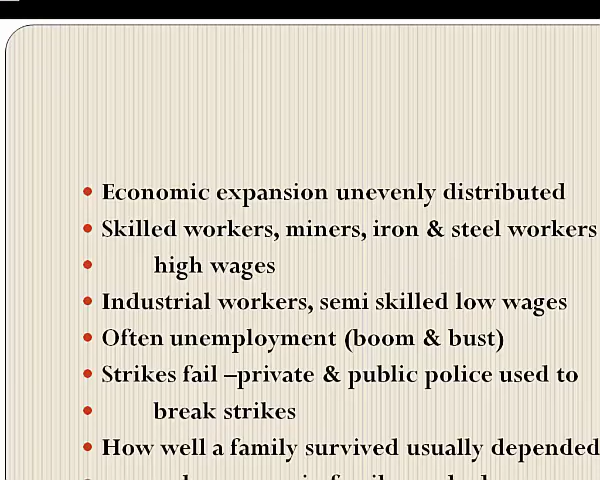 • Economic expansion unevenly distributed
• Skilled workers, miners, iron & steel workers
• high wages
• Industrial workers, semi skilled low wages
• Often unemployment (boom & bust)
• Strikes fail –private & public police used to
• break strikes
• How well a family survived usually depended